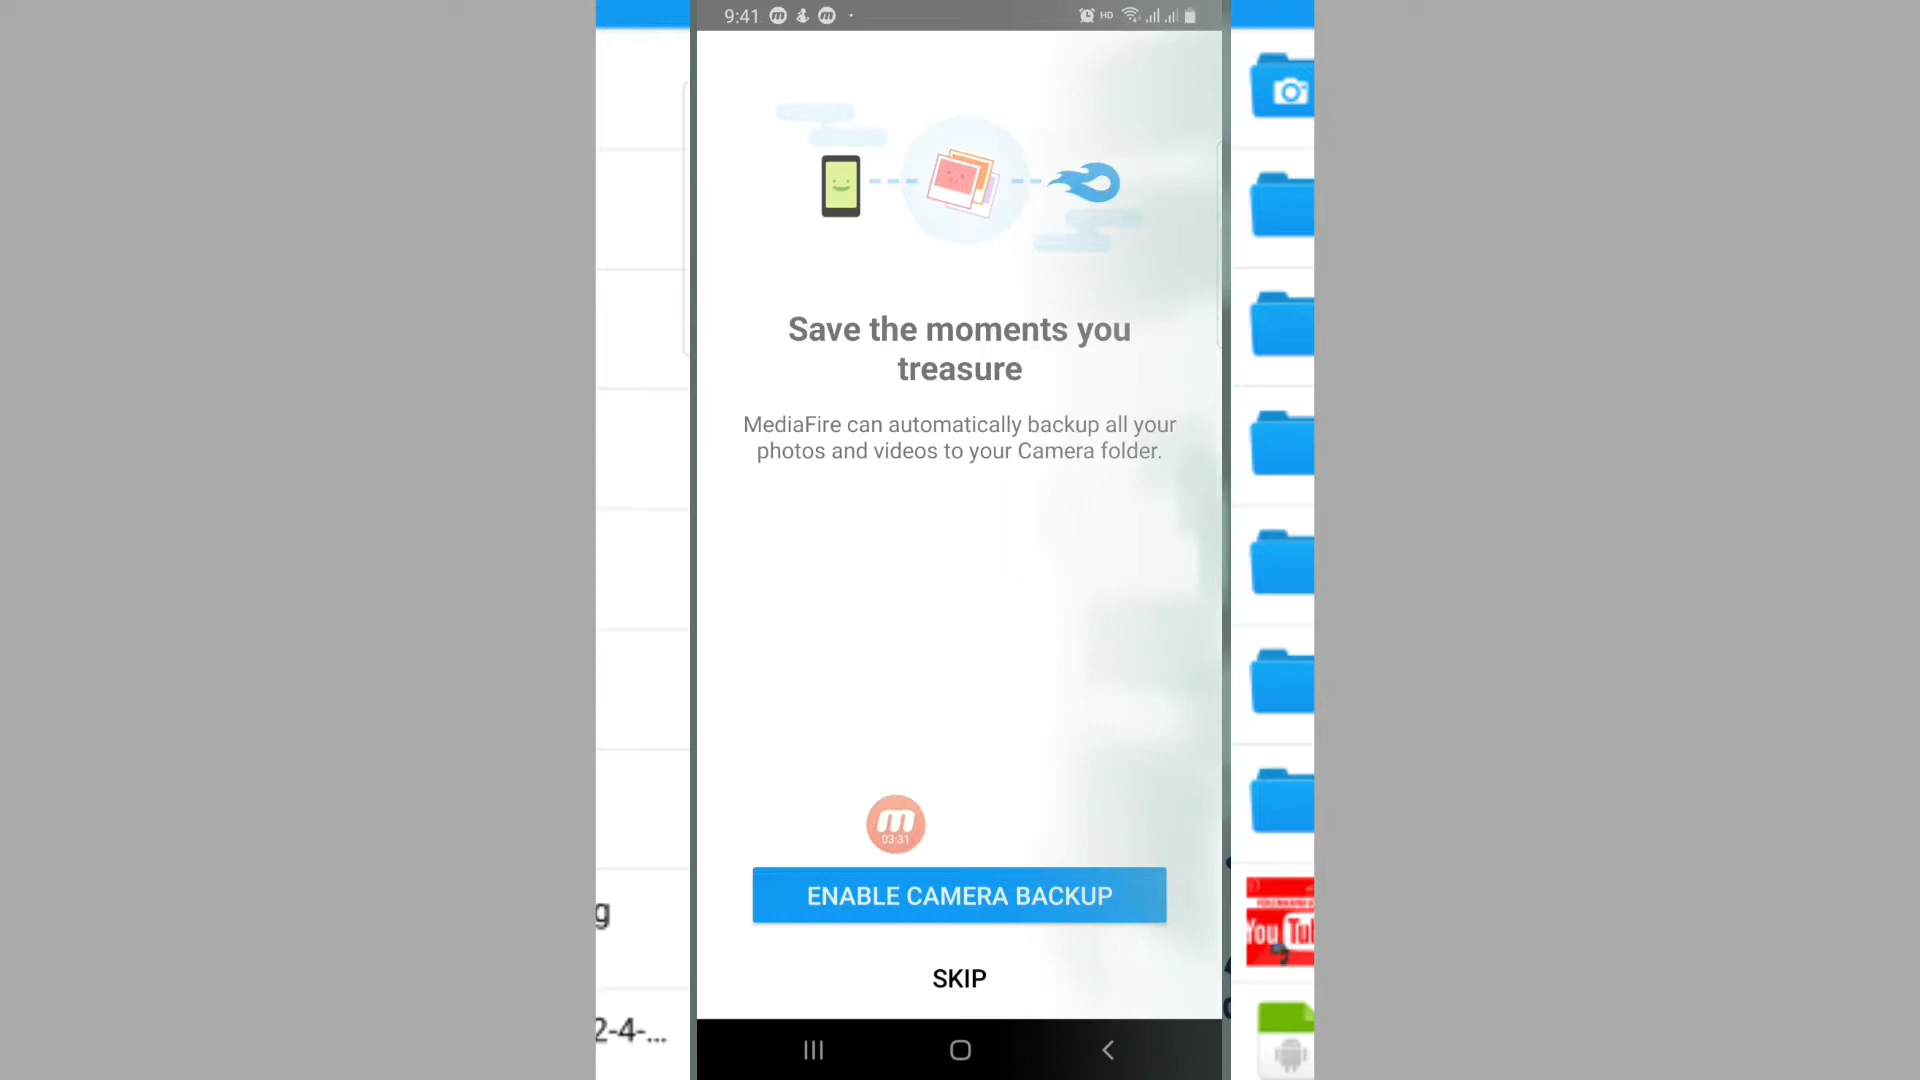 9:41
HD
Save the moments you
treasure
MediaFire can automatically backup all your
photos and videos to your Camera folder.
m
03:31
ENABLE CAMERA BACKUP
SKIP
g
2-4-...
You Tu